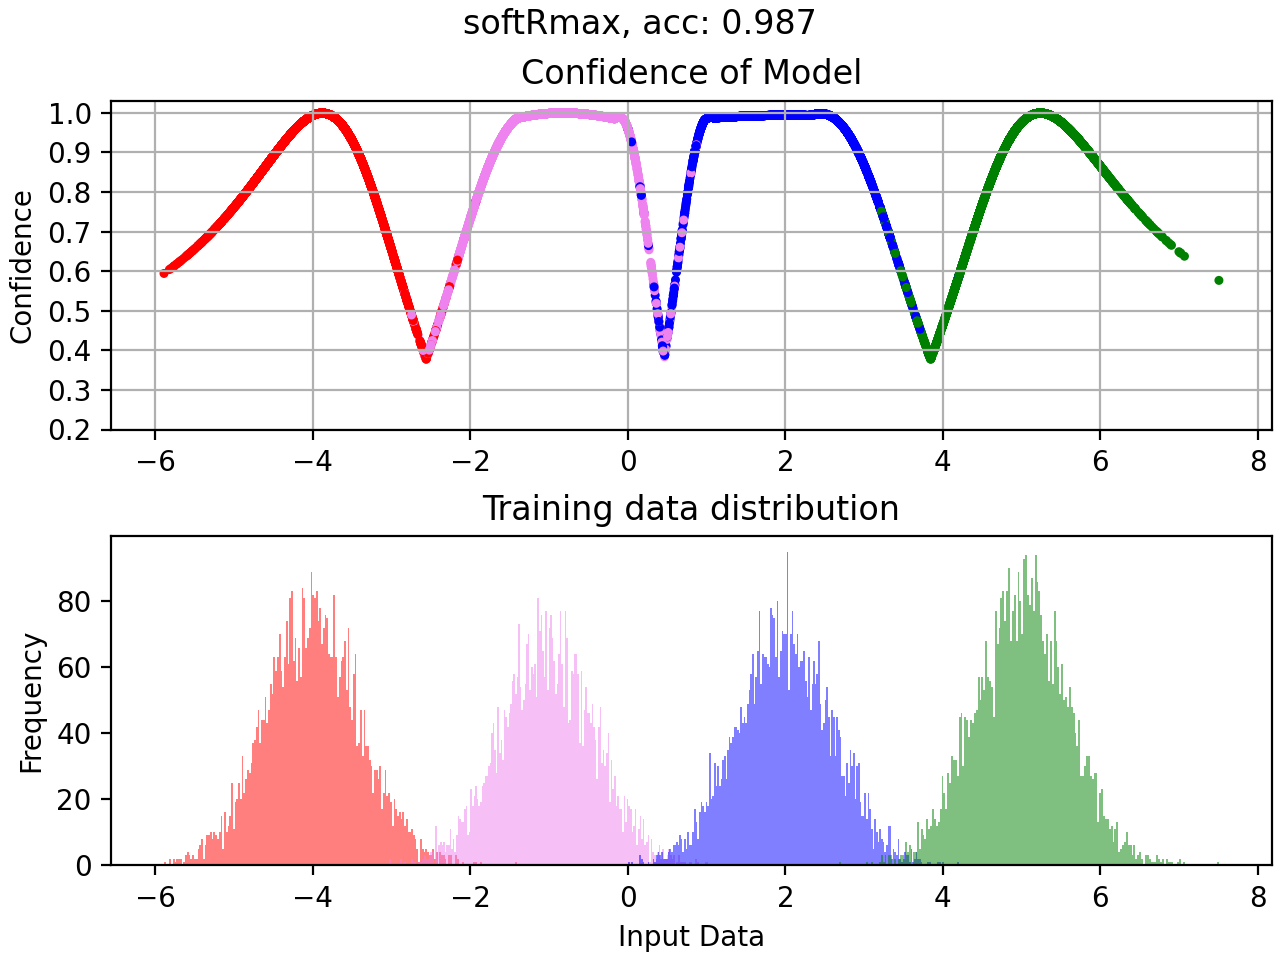 softRmax, acc: 0.987
Confidence of Model
Confidence
1.0
0.9
0.8
0.7
0.6
0.5
0.4
0.3
0.2
−6 −4 −2 0 2 4 6 8
Training data distribution
Frequency
80
60
40
20
0
−6 −4 −2 0 2 4 6 8
Input Data